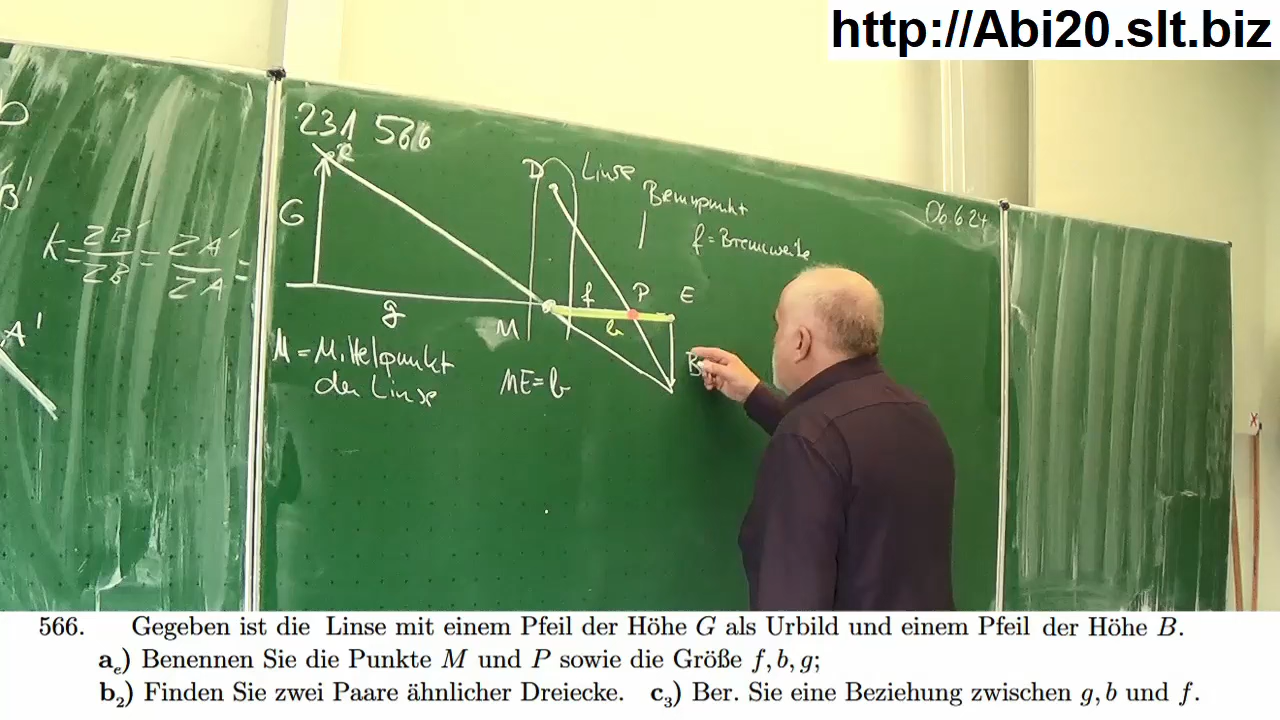 http://Abi20.slt.biz
231 566
R
D
Linse
Brennpunkt
f = Brennweite
06.6.24
B'
G
K = ZB' = ZA' =
ZB ZA
f
P
E
g
b
M
A'
B
M = Mittelpunkt
der Linse
ME = b
566. Gegeben ist die Linse mit einem Pfeil der Höhe G als Urbild und einem Pfeil der Höhe B.
a_e) Benennen Sie die Punkte M und P sowie die Größe f, b, g;
b_2) Finden Sie zwei Paare ähnlicher Dreiecke. c_3) Ber. Sie eine Beziehung zwischen g, b und f.